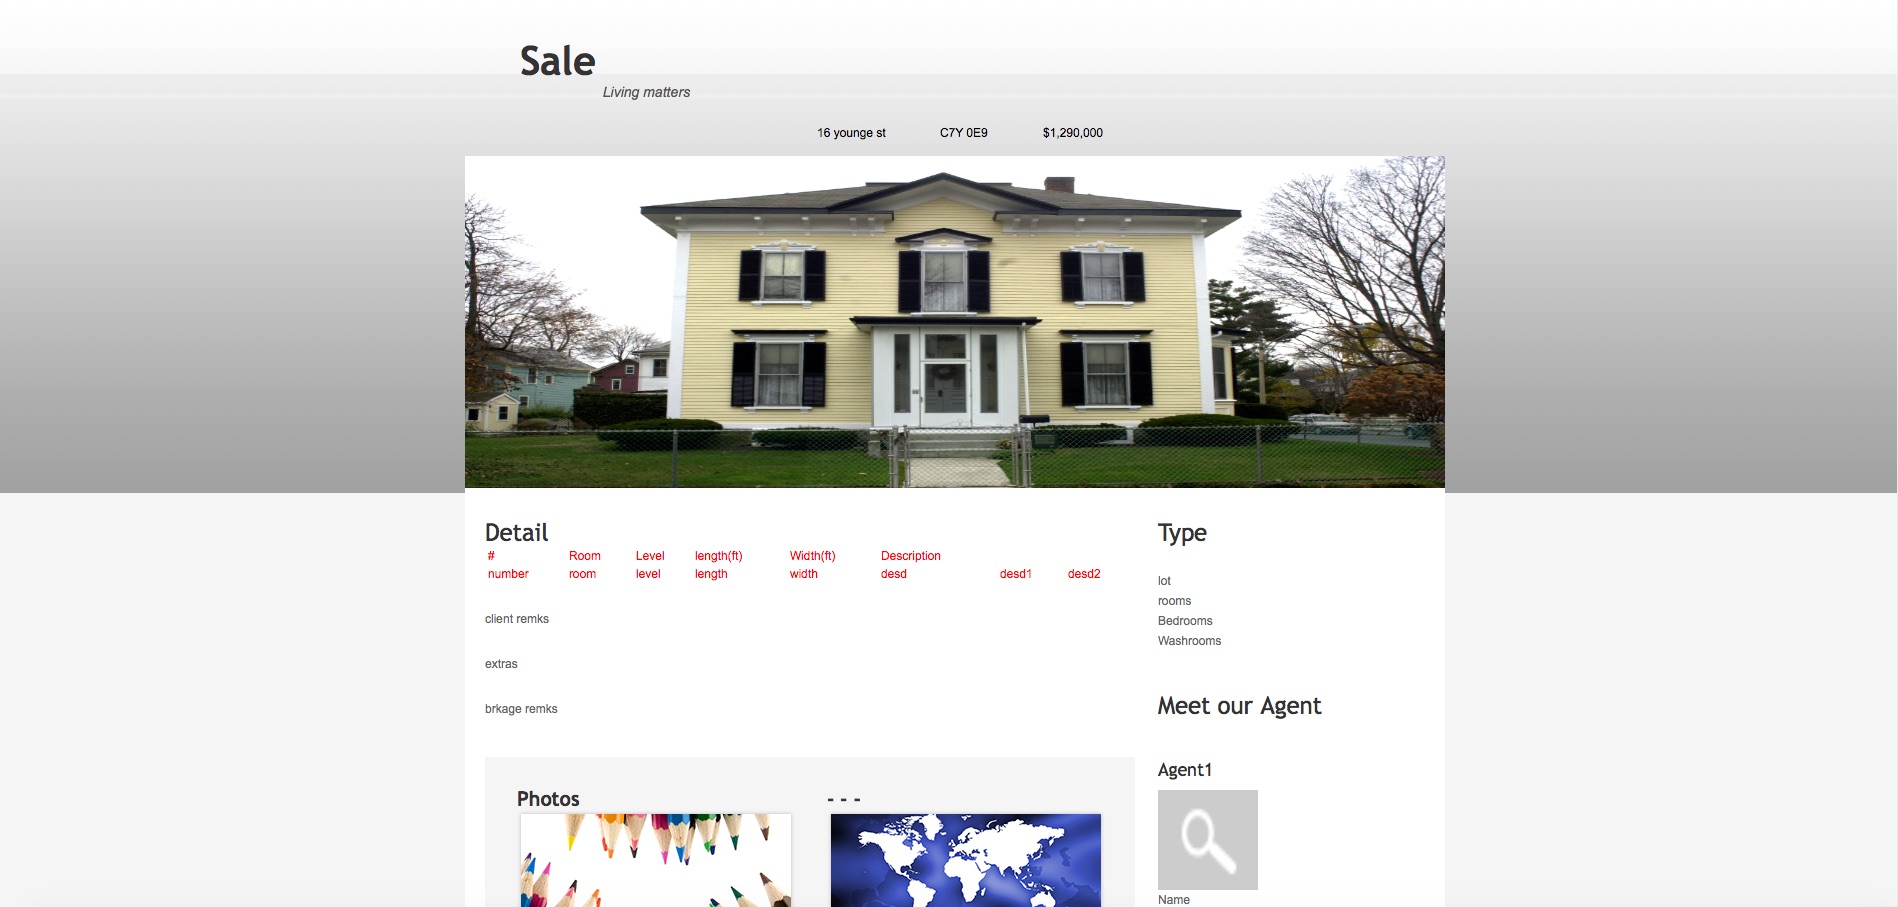 Sale
Living matters
16 younge st C7Y 0E9 $1,290,000
Detail
# Room Level length(ft) Width(ft) Description
number room level length width desd desd1 desd2
client remks
extras
brkage remks
Photos - - -
Type
lot
rooms
Bedrooms
Washrooms
Meet our Agent
Agent1
Name